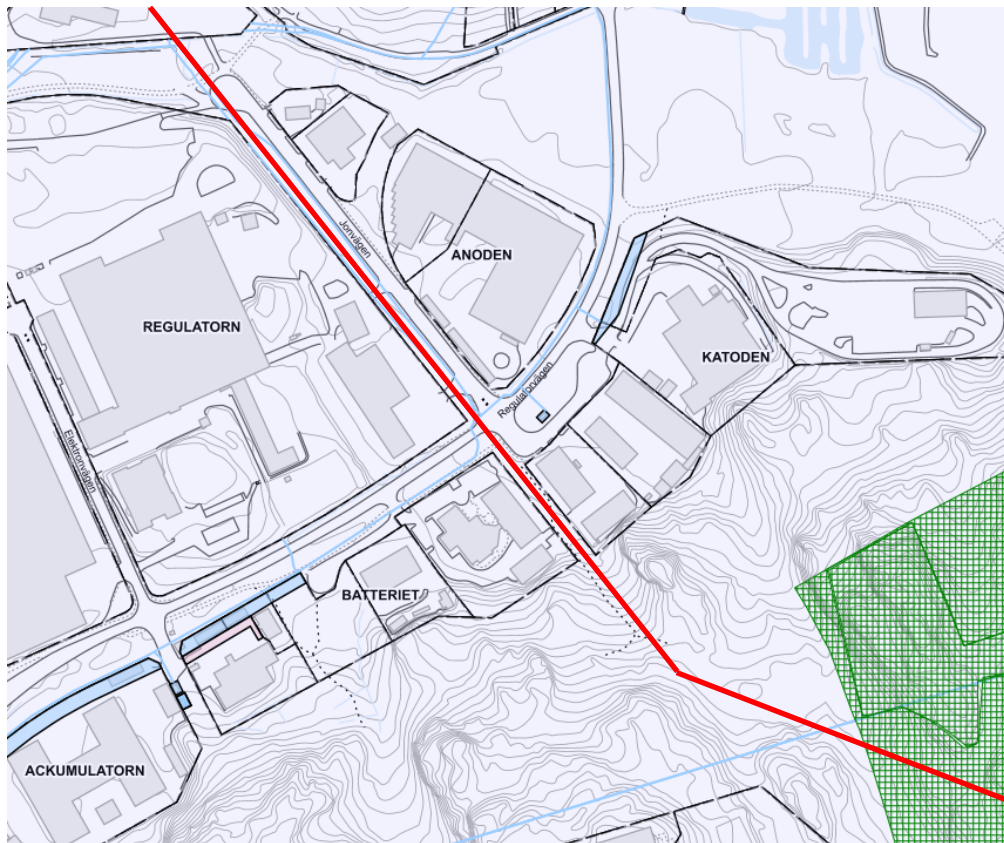 Jonvägen
ANODEN
REGULATORN
KATODEN
Regulatorvägen
Elektronvägen
BATTERIET
ACKUMULATORN